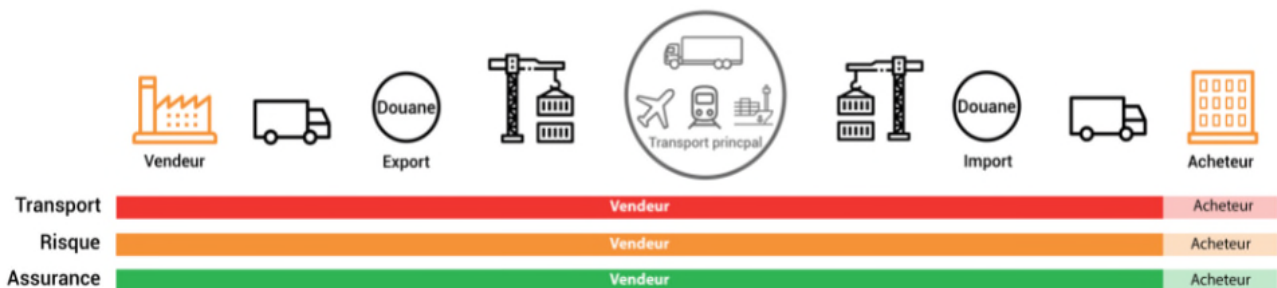 Douane
Douane
Transport princpal
Vendeur
Export
Import
Acheteur
Transport Vendeur Acheteur
Risque Vendeur Acheteur
Assurance Vendeur Acheteur